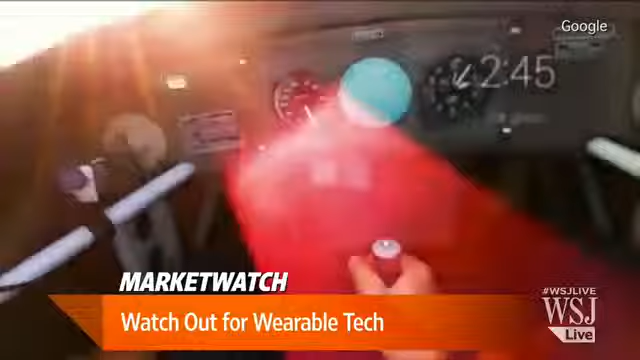 Google
2:45
MARKETWATCH
Watch Out for Wearable Tech
#WSJLIVE
WSJ
Live